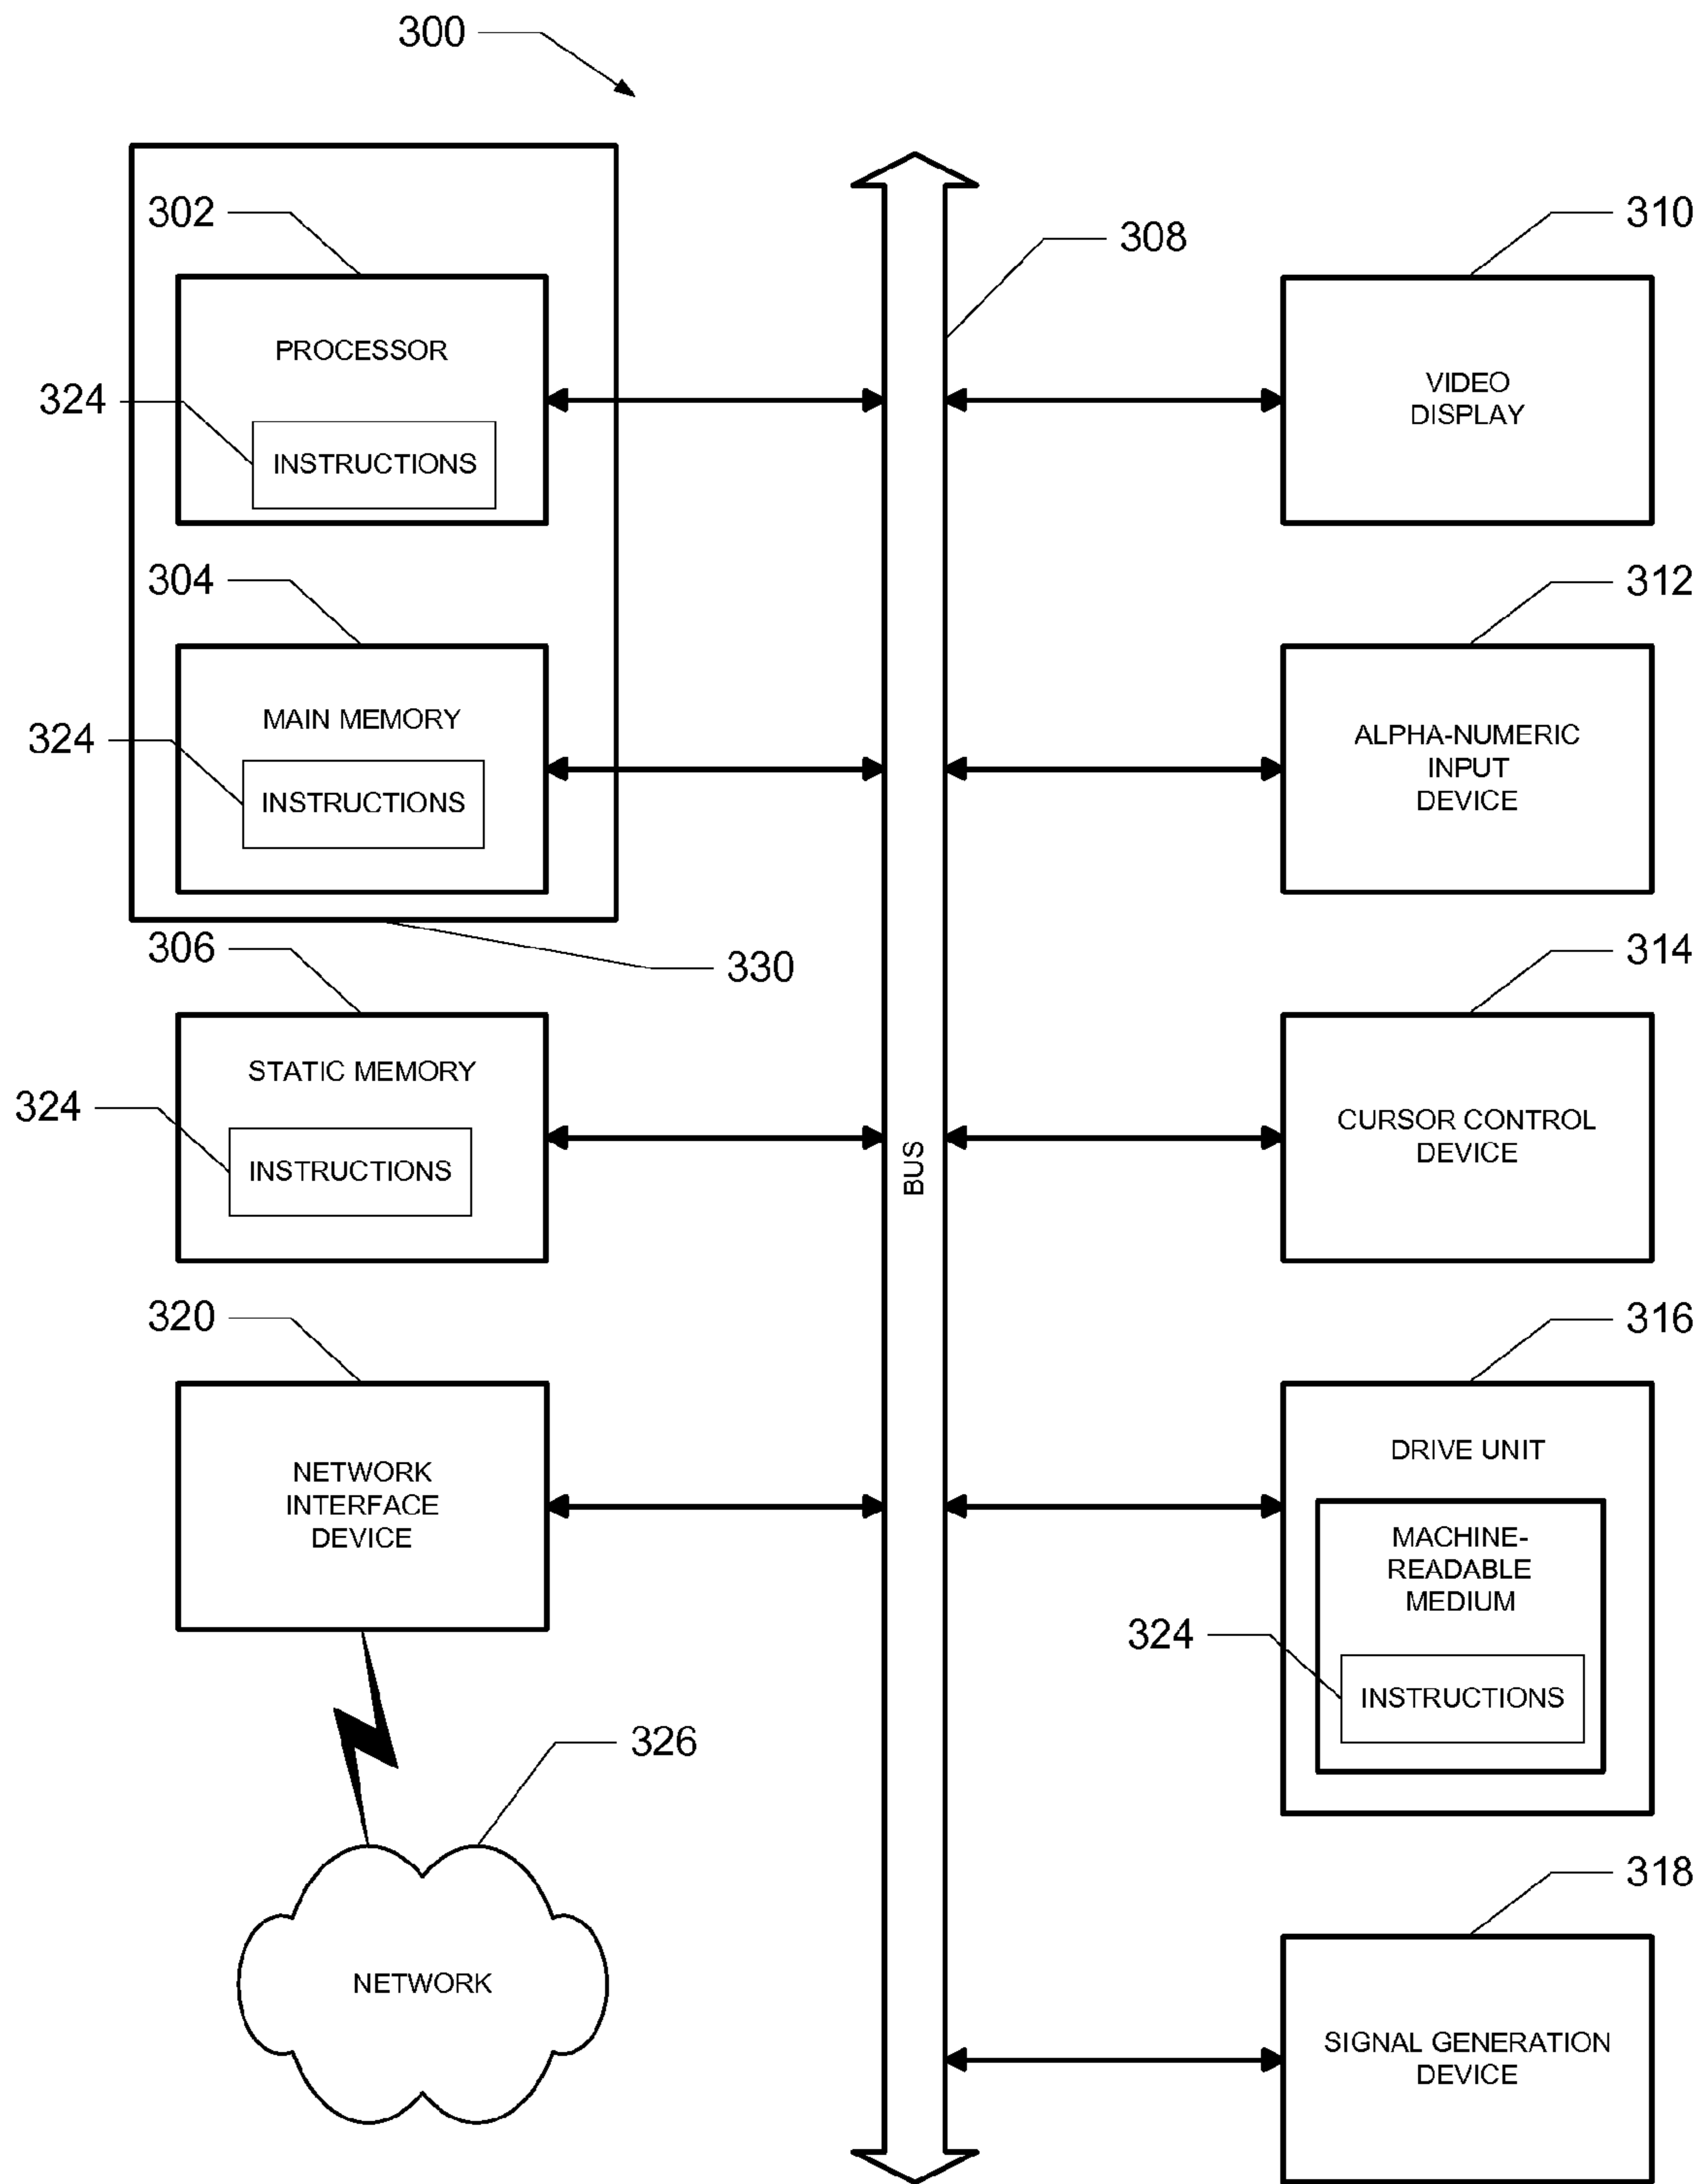 300
302
PROCESSOR
324
INSTRUCTIONS
304
MAIN MEMORY
324
INSTRUCTIONS
330
306
STATIC MEMORY
324
INSTRUCTIONS
320
NETWORK
INTERFACE
DEVICE
326
NETWORK
308
BUS
310
VIDEO
DISPLAY
312
ALPHA-NUMERIC
INPUT
DEVICE
314
CURSOR CONTROL
DEVICE
316
DRIVE UNIT
MACHINE-
READABLE
MEDIUM
324
INSTRUCTIONS
318
SIGNAL GENERATION
DEVICE